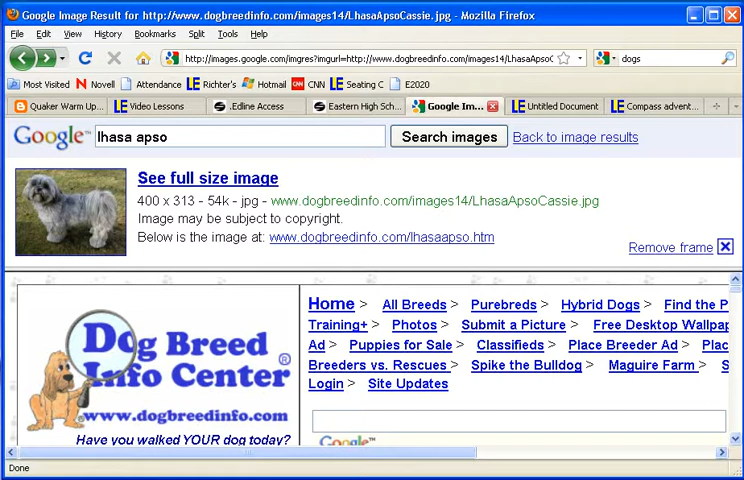 Google Image Result for http://www.dogbreedinfo.com/images14/LhasaApsoCassie.jpg - Mozilla Firefox
File Edit View History Bookmarks Split Tools Help
http://images.google.com/imgres?imgurl=http://www.dogbreedinfo.com/images14/LhasaApsoC dogs
Most Visited Novell Attendance Richter's Hotmail CNN Seating C E2020
Quaker Warm Up... Video Lessons .Edline Access Eastern High Sch... Google Im... Untitled Document Compass advent...
Google™ lhasa apso Search images Back to image results
See full size image
400 x 313 - 54k - jpg - www.dogbreedinfo.com/images14/LhasaApsoCassie.jpg
Image may be subject to copyright.
Below is the image at: www.dogbreedinfo.com/lhasaapso.htm
Remove frame
Dog Breed
Info Center®
www.dogbreedinfo.com
Have you walked YOUR dog today?
Home > All Breeds > Purebreds > Hybrid Dogs > Find the P
Training+ > Photos > Submit a Picture > Free Desktop Wallpap
Ad > Puppies for Sale > Classifieds > Place Breeder Ad > Plac
Breeders vs. Rescues > Spike the Bulldog > Maguire Farm > S
Login > Site Updates
Google™
Done